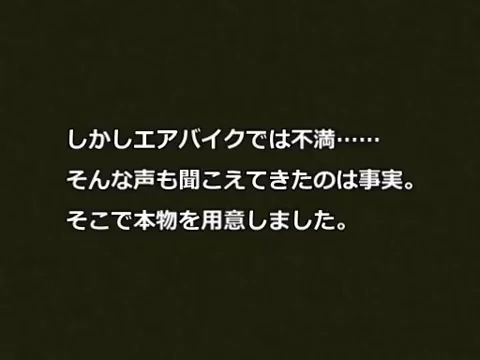 しかしエアバイクでは不満……
そんな声も聞こえてきたのは事実。
そこで本物を用意しました。